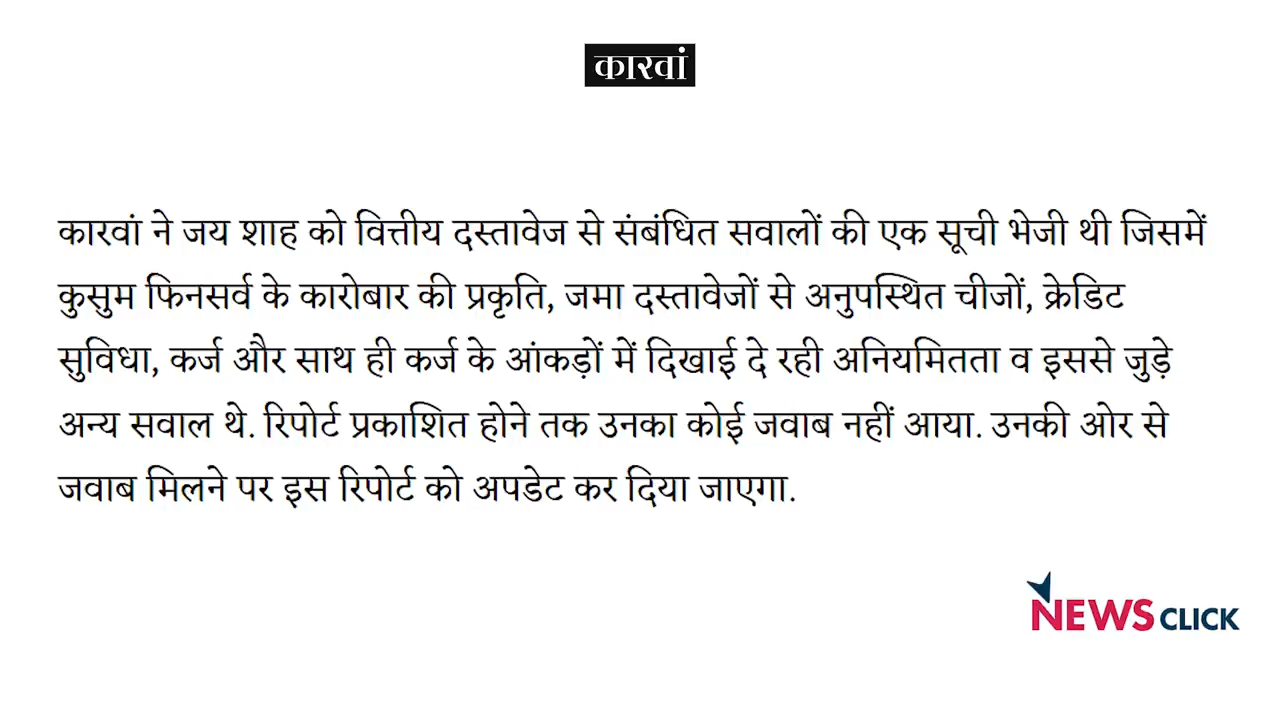 कारवां
कारवां ने जय शाह को वित्तीय दस्तावेज से संबंधित सवालों की एक सूची भेजी थी जिसमें
कुसुम फिनसर्व के कारोबार की प्रकृति, जमा दस्तावेजों से अनुपस्थित चीजों, क्रेडिट
सुविधा, कर्ज और साथ ही कर्ज के आंकड़ों में दिखाई दे रही अनियमितता व इससे जुड़े
अन्य सवाल थे. रिपोर्ट प्रकाशित होने तक उनका कोई जवाब नहीं आया. उनकी ओर से
जवाब मिलने पर इस रिपोर्ट को अपडेट कर दिया जाएगा.
NEWSCLICK